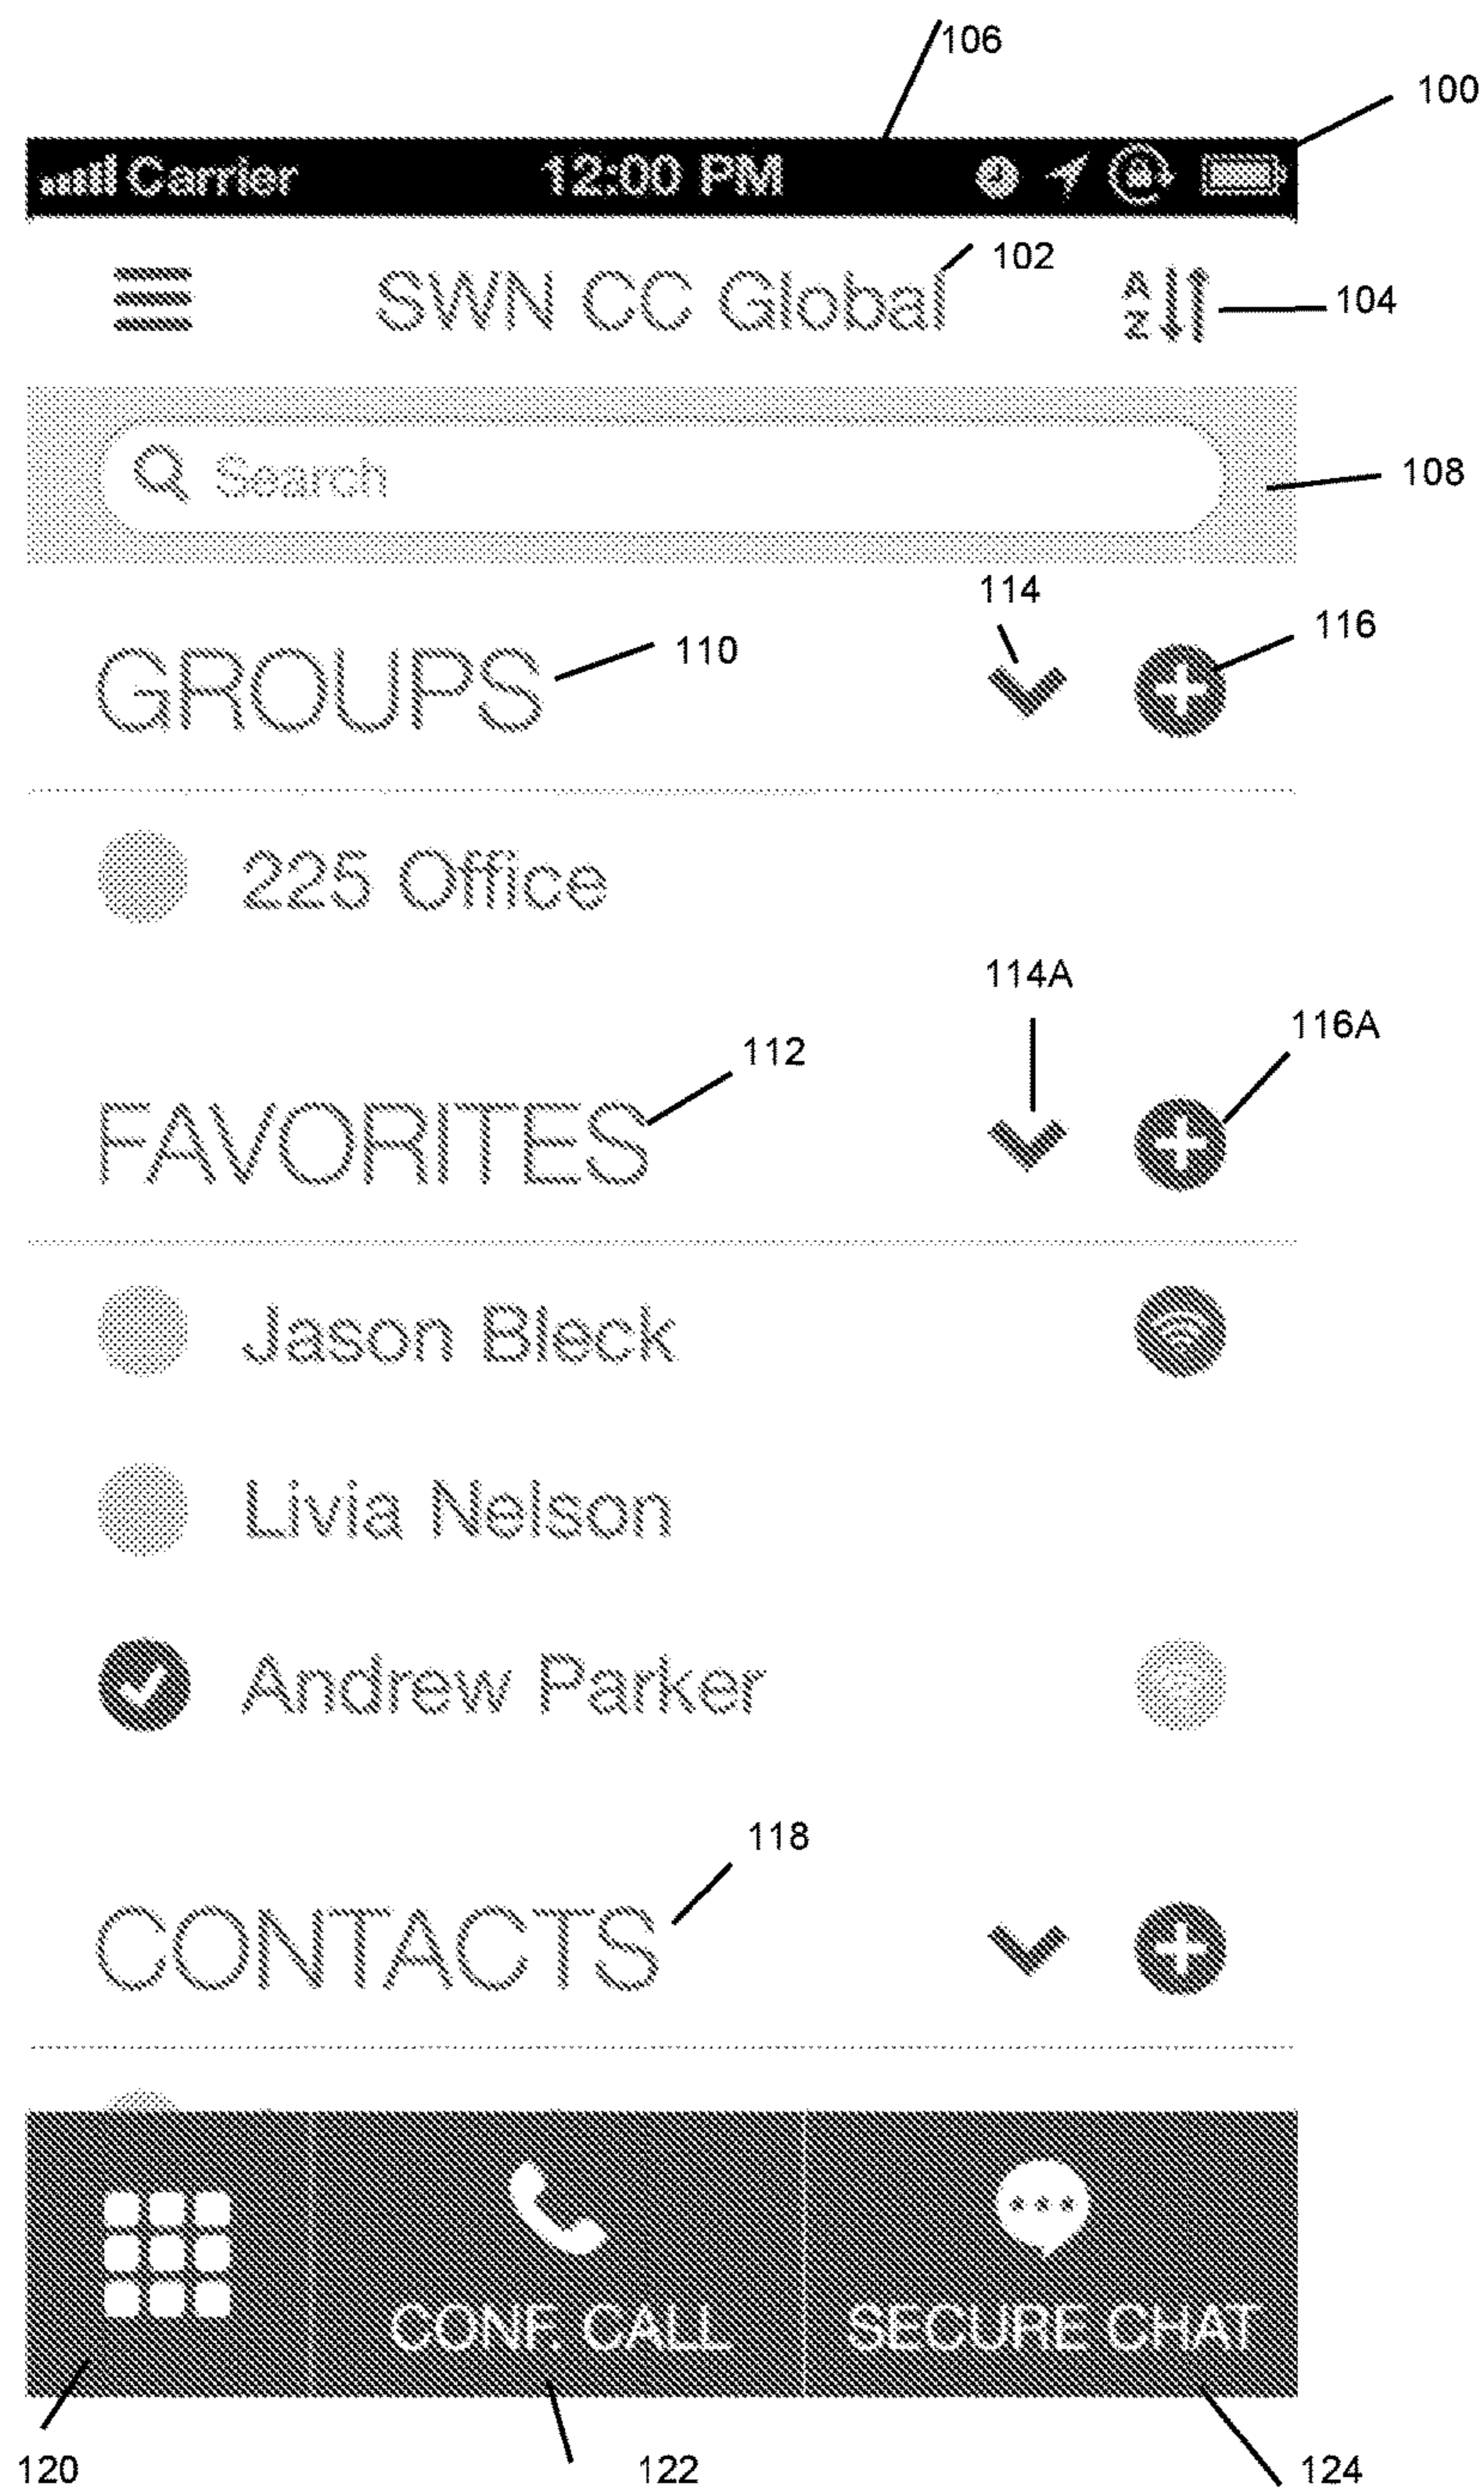 106
100
Carrier 12:00 PM
102
SWN CC Global
A
Z
104
Search
108
114
116
GROUPS
110
225 Office
114A
116A
112
FAVORITES
Jason Bleck
Livia Nelson
Andrew Parker
118
CONTACTS
CONF. CALL SECURE CHAT
120 122 124